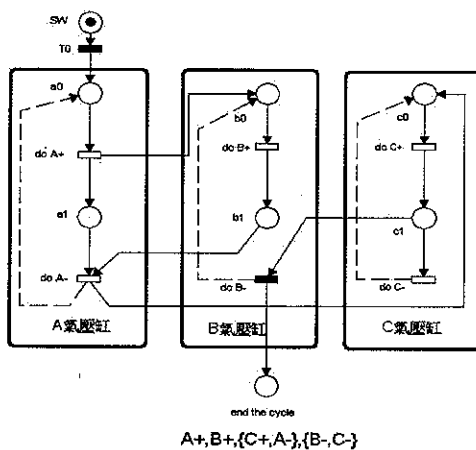 SW
T0
a0
b0
c0
do A+
do B+
do C+
a1
b1
c1
do A-
do B-
do C-
A氣壓缸
B氣壓缸
C氣壓缸
end the cycle
A+,B+,{C+,A-},{B-,C-}